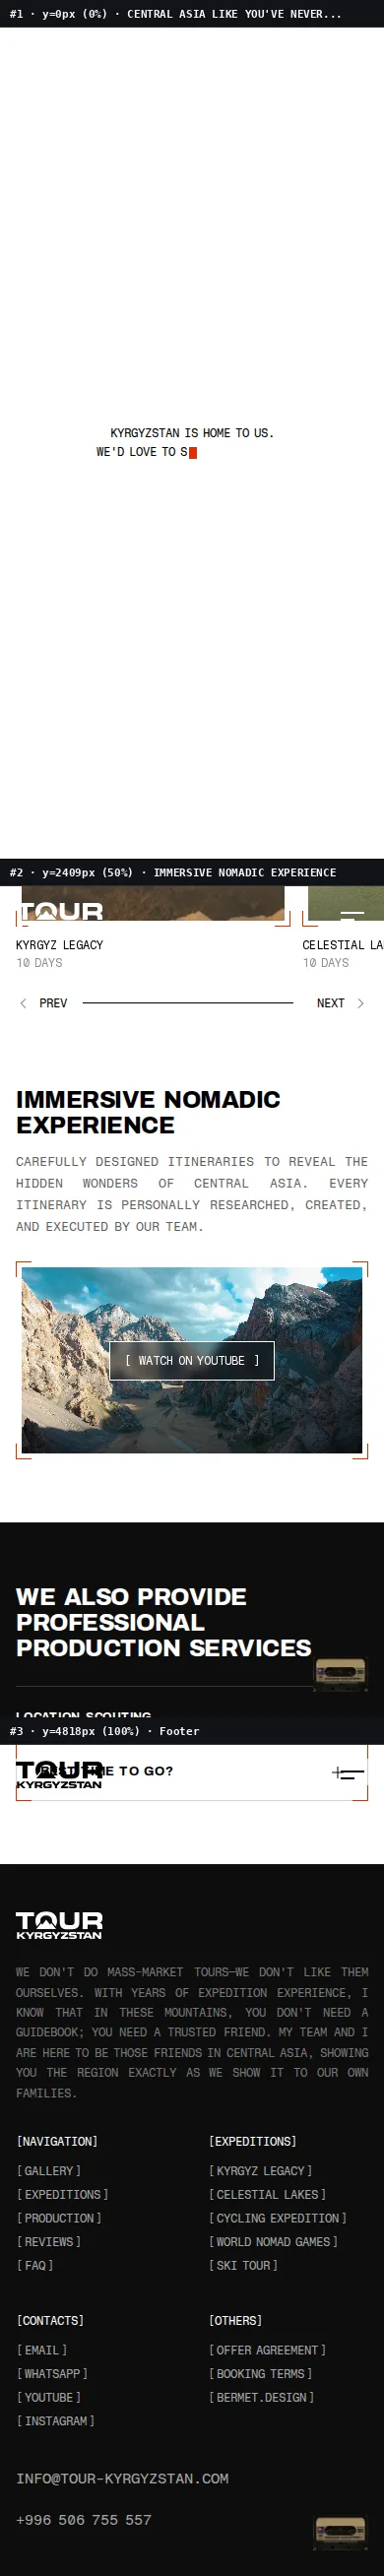 #1 · y=0px (0%) · CENTRAL ASIA LIKE YOU'VE NEVER...
KYRGYZSTAN IS HOME TO US.
WE'D LOVE TO S
#2 · y=2409px (50%) · IMMERSIVE NOMADIC EXPERIENCE
TOUR
KYRGYZ LEGACY
10 DAYS
CELESTIAL LA
10 DAYS
PREV
NEXT
IMMERSIVE NOMADIC
EXPERIENCE
CAREFULLY DESIGNED ITINERARIES TO REVEAL THE
HIDDEN WONDERS OF CENTRAL ASIA. EVERY
ITINERARY IS PERSONALLY RESEARCHED, CREATED,
AND EXECUTED BY OUR TEAM.
[ WATCH ON YOUTUBE ]
WE ALSO PROVIDE
PROFESSIONAL
PRODUCTION SERVICES
LOCATION SCOUTING
#3 · y=4818px (100%) · Footer
TOUR
KYRGYZSTAN
TIME TO GO?
TOUR
KYRGYZSTAN
WE DON'T DO MASS-MARKET TOURS—WE DON'T LIKE THEM
OURSELVES. WITH YEARS OF EXPEDITION EXPERIENCE, I
KNOW THAT IN THESE MOUNTAINS, YOU DON'T NEED A
GUIDEBOOK; YOU NEED A TRUSTED FRIEND. MY TEAM AND I
ARE HERE TO BE THOSE FRIENDS IN CENTRAL ASIA, SHOWING
YOU THE REGION EXACTLY AS WE SHOW IT TO OUR OWN
FAMILIES.
[NAVIGATION]
[ GALLERY ]
[ EXPEDITIONS ]
[ PRODUCTION ]
[ REVIEWS ]
[ FAQ ]
[EXPEDITIONS]
[ KYRGYZ LEGACY ]
[ CELESTIAL LAKES ]
[ CYCLING EXPEDITION ]
[ WORLD NOMAD GAMES ]
[ SKI TOUR ]
[CONTACTS]
[ EMAIL ]
[ WHATSAPP ]
[ YOUTUBE ]
[ INSTAGRAM ]
[OTHERS]
[ OFFER AGREEMENT ]
[ BOOKING TERMS ]
[ BERMET.DESIGN ]
INFO@TOUR-KYRGYZSTAN.COM
+996 506 755 557